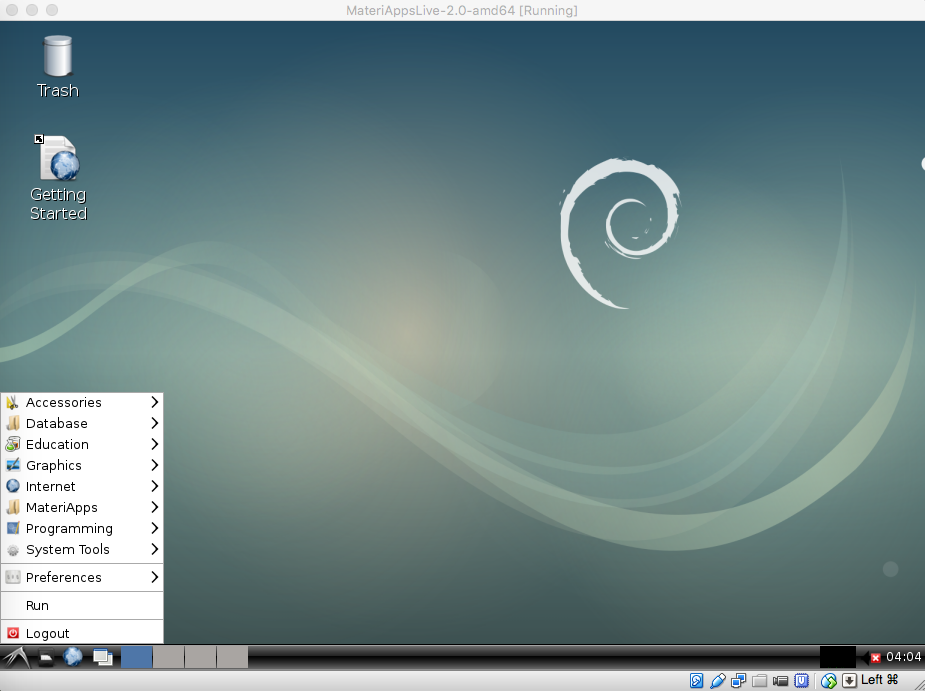 MateriAppsLive-2.0-amd64 [Running]
Trash
Getting
Started
Accessories
Database
Education
Graphics
Internet
MateriApps
Programming
System Tools
Preferences
Run
Logout
04:04
Left ⌘